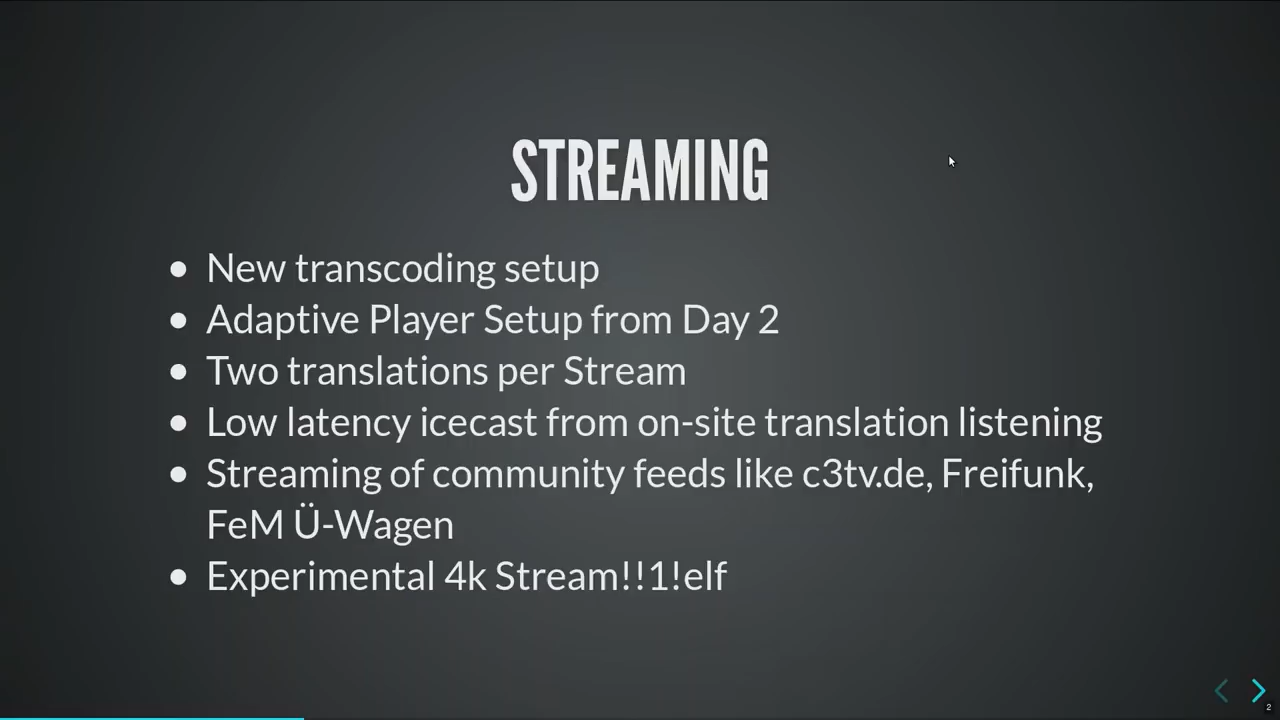 STREAMING
New transcoding setup
Adaptive Player Setup from Day 2
Two translations per Stream
Low latency icecast from on-site translation listening
Streaming of community feeds like c3tv.de, Freifunk,
FeM Ü-Wagen
Experimental 4k Stream!!1!elf
2